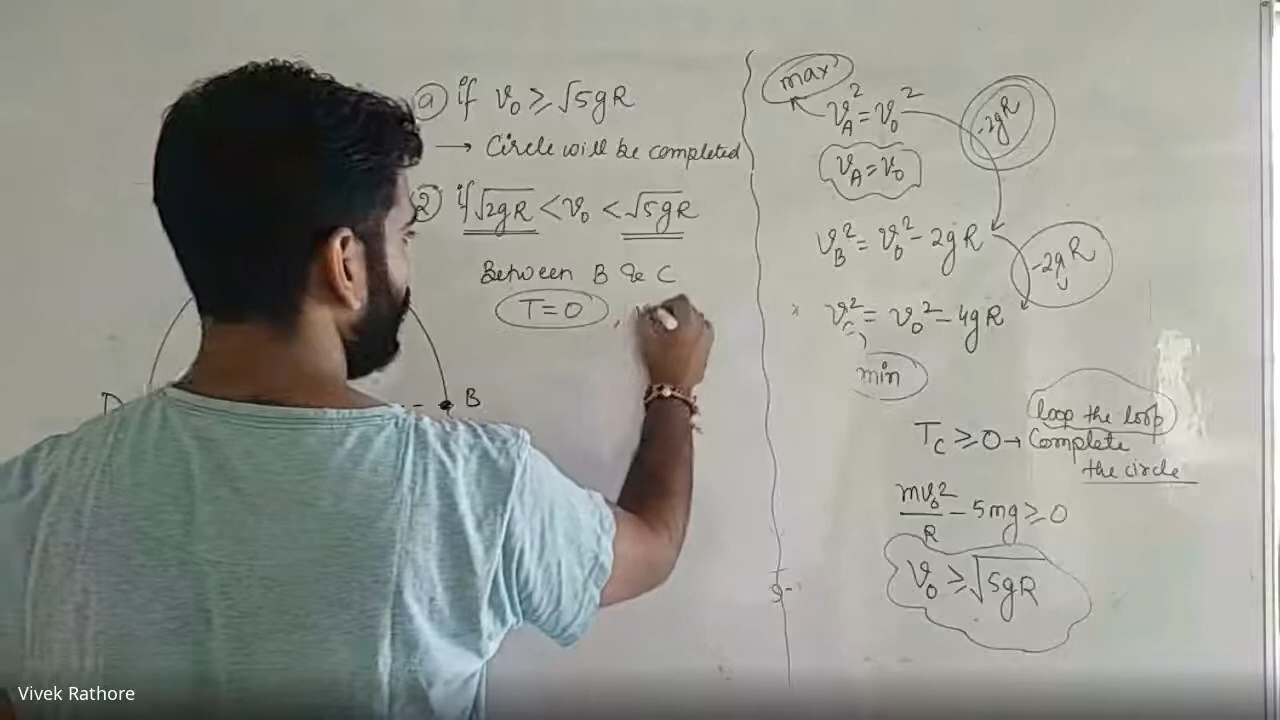 a) if v₀ ≥ √5gR
→ Circle will be completed
2) if √2gR < v₀ < √5gR
Between B & C
T=0 ,
D
B
max
v_A² = v₀²
-2gR
v_A = v₀
v_B² = v₀² - 2gR
-2gR
v_C² = v₀² - 4gR
min
loop the loop
T_C ≥ 0 → Complete
the circle
mv₀²/R - 5mg ≥ 0
v₀ ≥ √5gR
Vivek Rathore